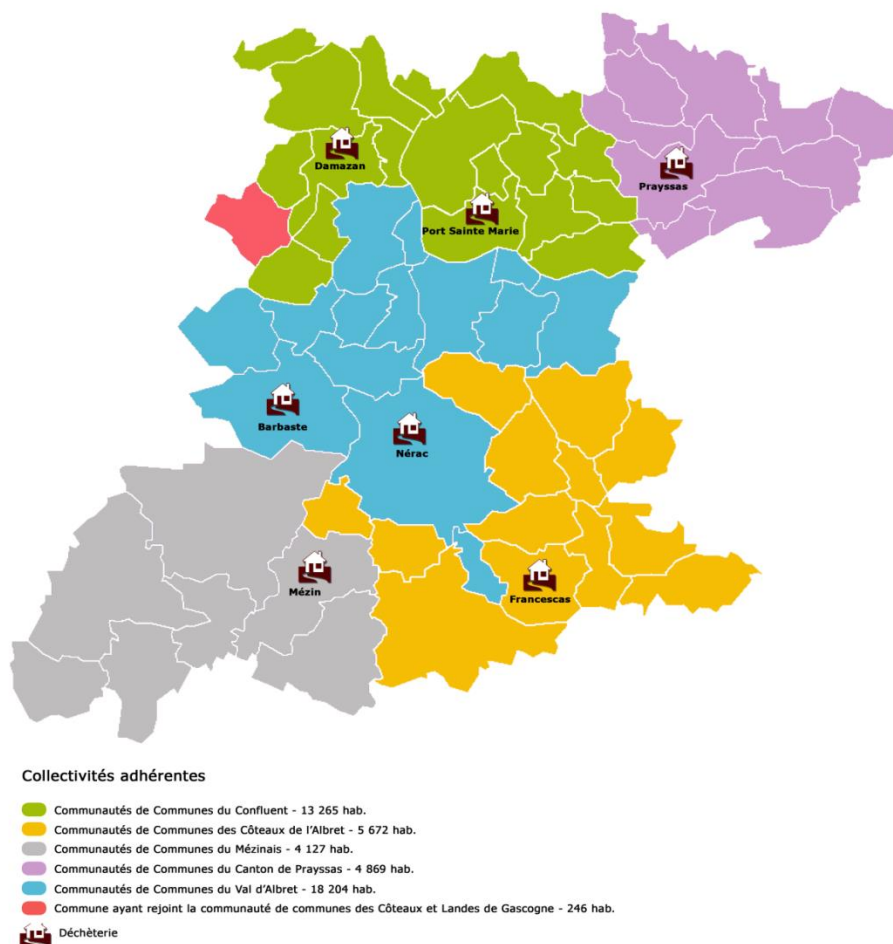 Damazan
Prayssas
Port Sainte Marie
Barbaste
Nérac
Mézin
Francescas
Collectivités adhérentes
Communautés de Communes du Confluent - 13 265 hab.
Communautés de Communes des Côteaux de l'Albret - 5 672 hab.
Communautés de Communes du Mézinais - 4 127 hab.
Communautés de Communes du Canton de Prayssas - 4 869 hab.
Communautés de Communes du Val d'Albret - 18 204 hab.
Commune ayant rejoint la communauté de communes des Côteaux et Landes de Gascogne - 246 hab.
Déchèterie